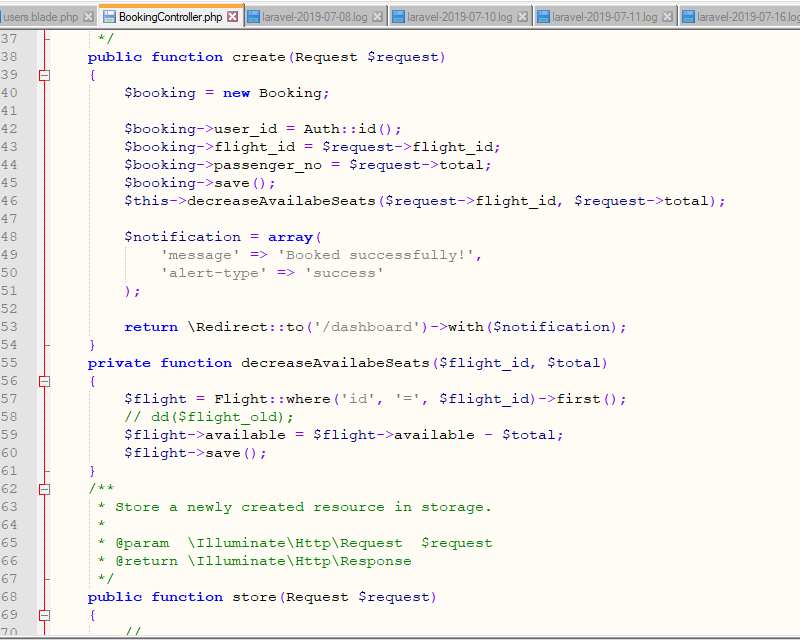 users.blade.php BookingController.php laravel-2019-07-08.log laravel-2019-07-10.log laravel-2019-07-11.log laravel-2019-07-16.log
37 */
38 public function create(Request $request)
39 {
40 $booking = new Booking;
41
42 $booking->user_id = Auth::id();
43 $booking->flight_id = $request->flight_id;
44 $booking->passenger_no = $request->total;
45 $booking->save();
46 $this->decreaseAvailabeSeats($request->flight_id, $request->total);
47
48 $notification = array(
49 'message' => 'Booked successfully!',
50 'alert-type' => 'success'
51 );
52
53 return \Redirect::to('/dashboard')->with($notification);
54 }
55 private function decreaseAvailabeSeats($flight_id, $total)
56 {
57 $flight = Flight::where('id', '=', $flight_id)->first();
58 // dd($flight_old);
59 $flight->available = $flight->available - $total;
60 $flight->save();
61 }
62 /**
63 * Store a newly created resource in storage.
64 *
65 * @param  \Illuminate\Http\Request  $request
66 * @return \Illuminate\Http\Response
67 */
68 public function store(Request $request)
69 {
70 //